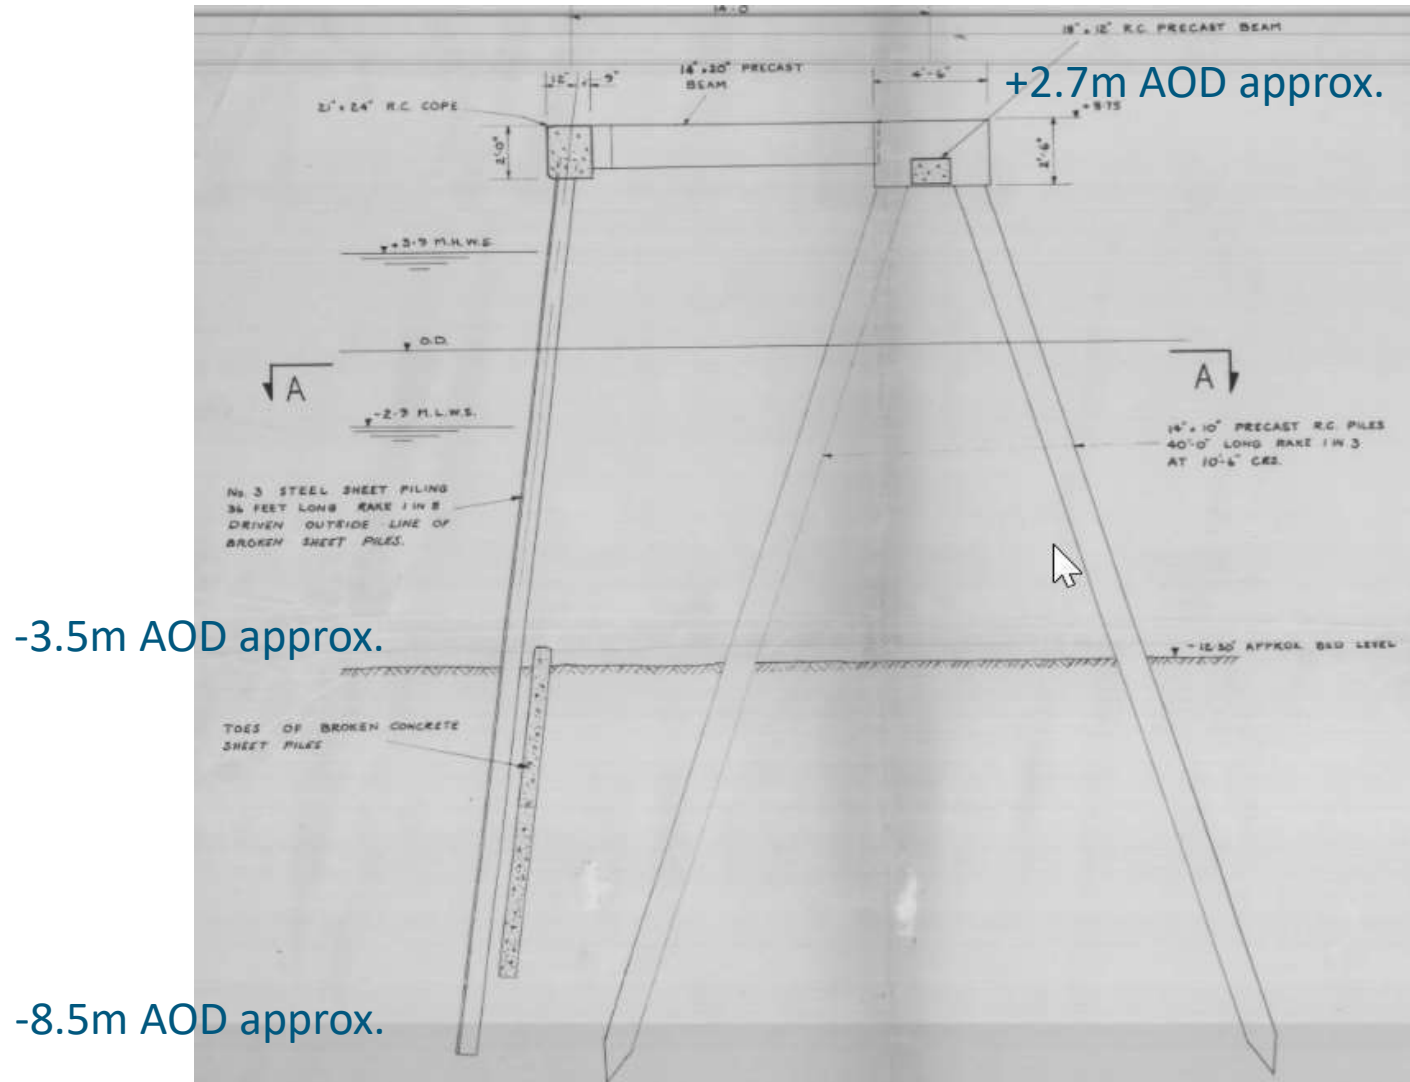 14'-0"
18" x 12" R.C. PRECAST BEAM
+2.7m AOD approx.
12"
9"
14" x 20" PRECAST
BEAM
4'-6"
21" x 24" R.C. COPE
2'-0"
2'-6"
+3.9 M.H.W.S.
O.D.
A
A
-2.9 M.L.W.S.
14" x 10" PRECAST R.C. PILES
40'-0" LONG RAKE 1 IN 3
AT 10'-6" CRS.
No. 3 STEEL SHEET PILING
36 FEET LONG RAKE 1 IN 8
DRIVEN OUTSIDE LINE OF
BROKEN SHEET PILES.
-3.5m AOD approx.
-12.50' APPROX BED LEVEL
TOES OF BROKEN CONCRETE
SHEET PILES
-8.5m AOD approx.